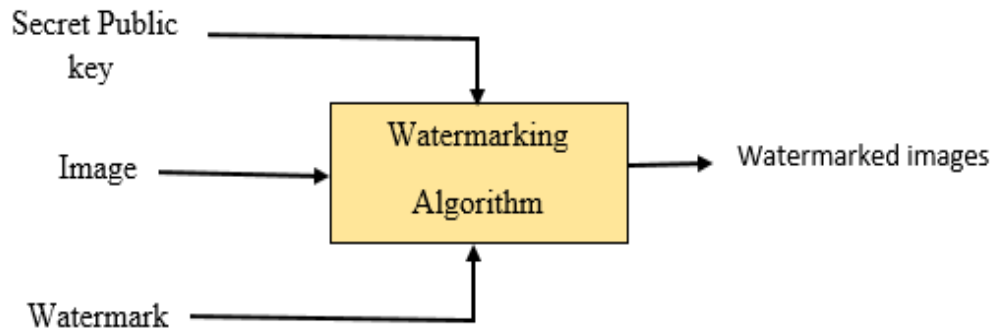 Secret Public
key
Image
Watermark
Watermarking
Algorithm
Watermarked images